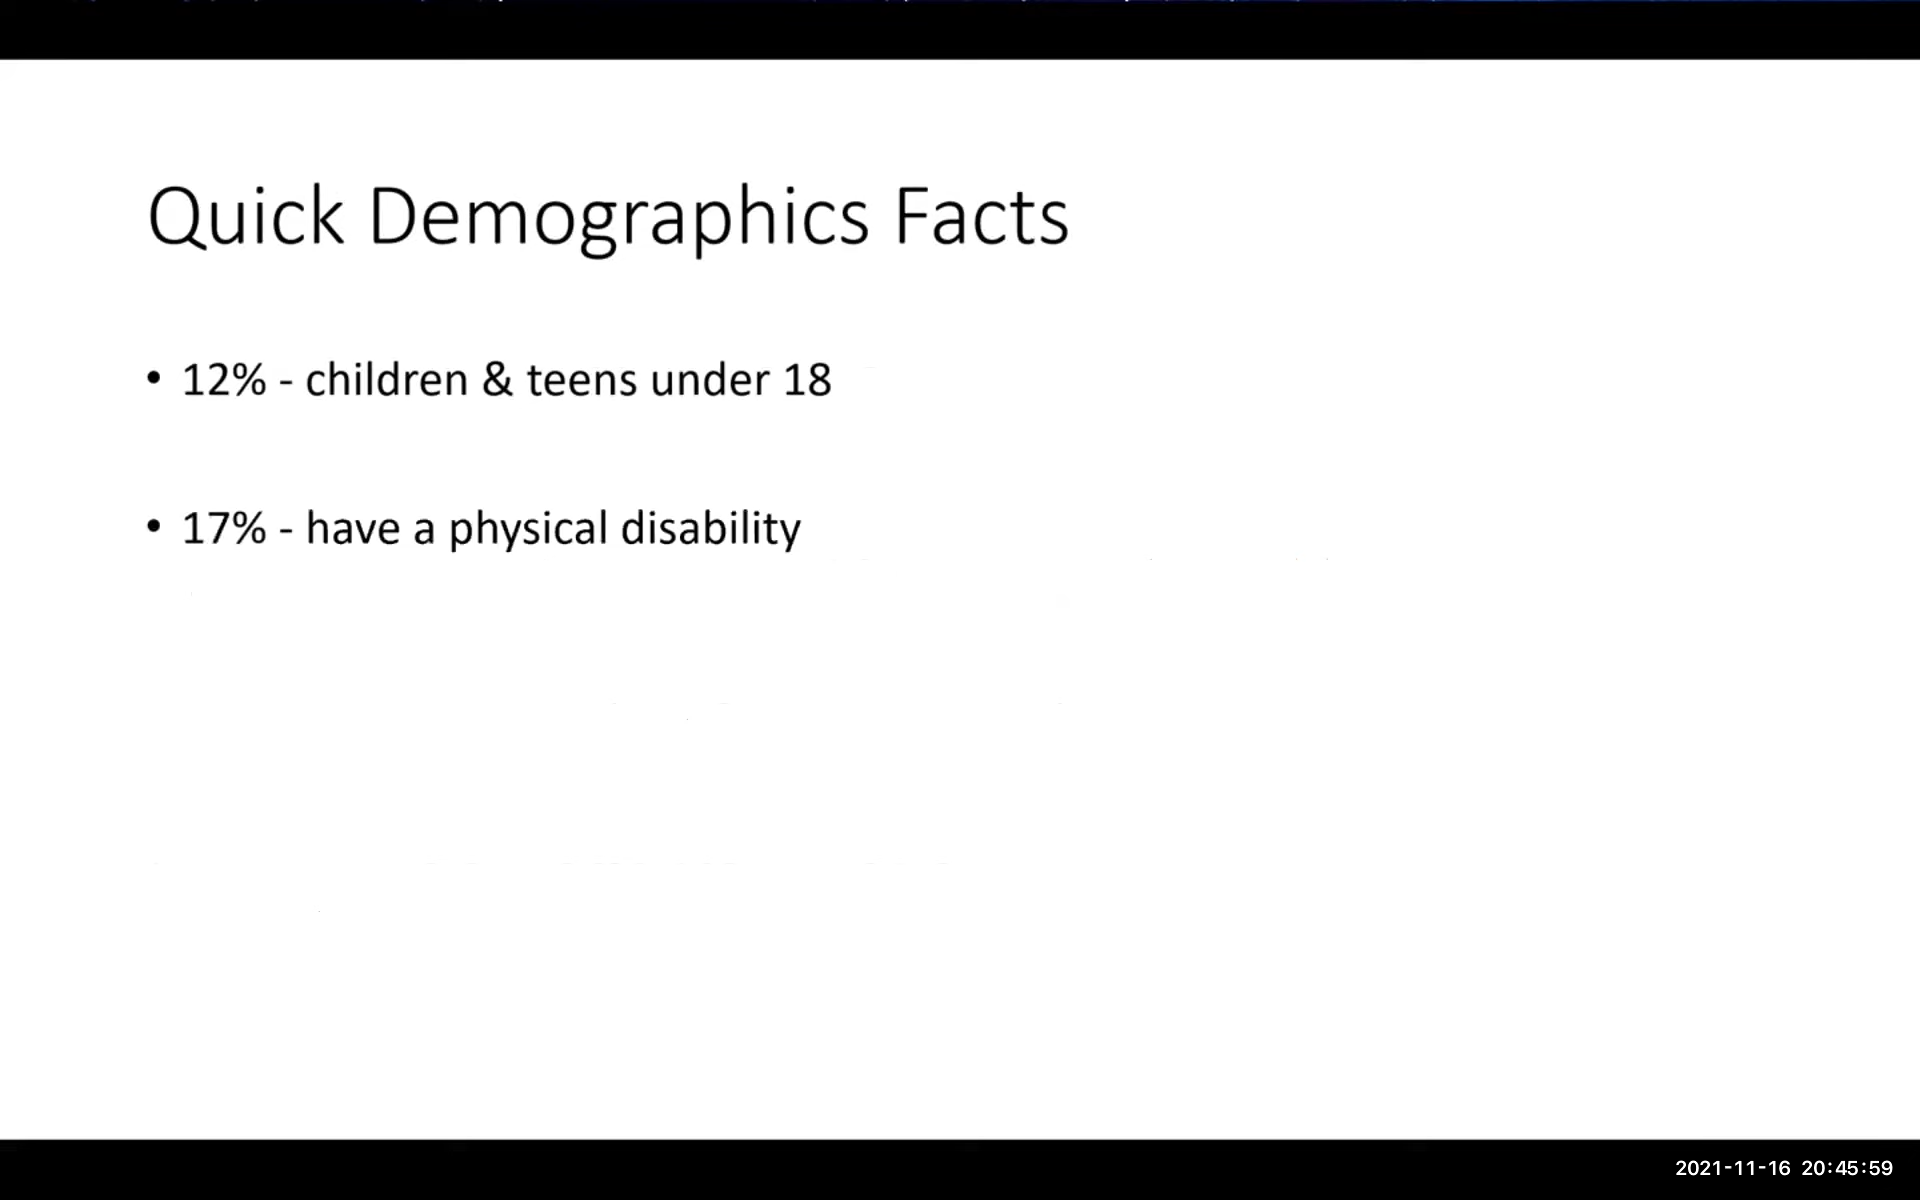 Quick Demographics Facts
• 12% - children & teens under 18
• 17% - have a physical disability
2021-11-16 20:45:59